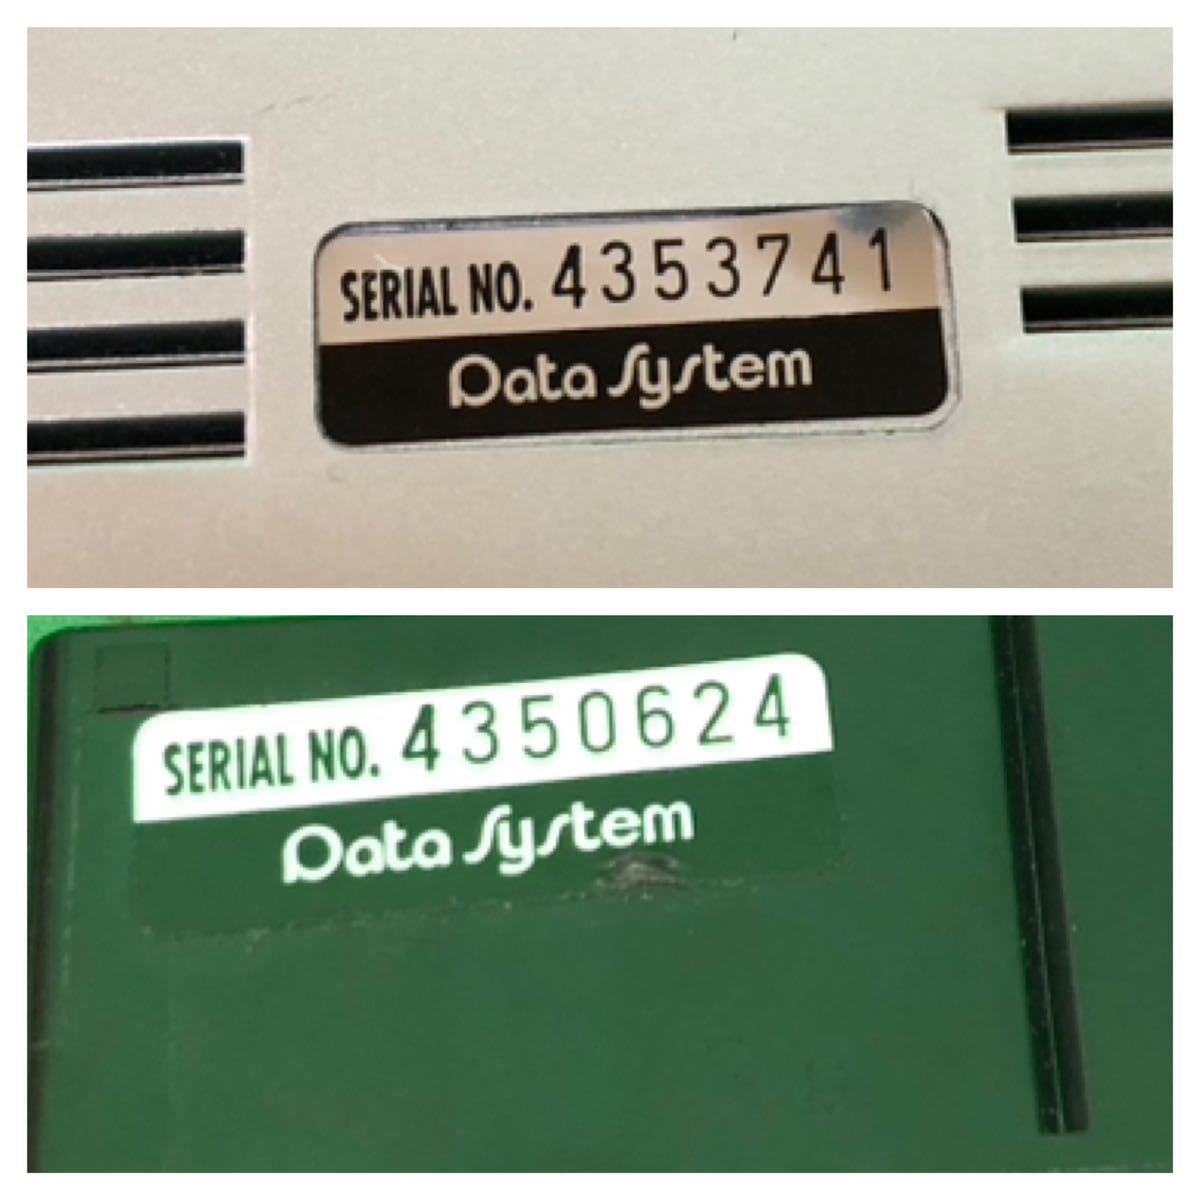 SERIAL NO. 4353741
Data System
SERIAL NO. 4350624
Data System